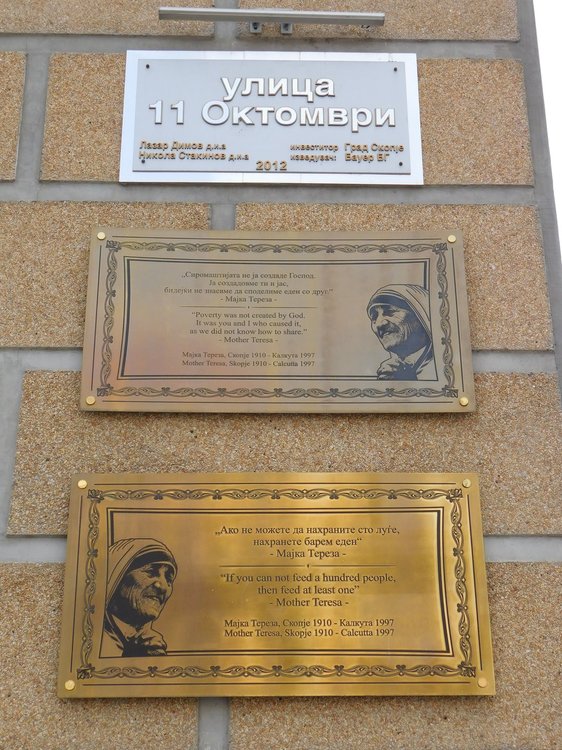 улица
11 Октомври
Лазар Димов д.и.а
Никола Стакинов д.и.а
инвеститор Град Скопје
изведувач Бауер БГ
2012
„Сиромаштијата не ја создаде Господ.
Ја создадовме ти и јас,
бидејќи не знаевме да споделиме еден со друг“
- Мајка Тереза -
“Poverty was not created by God.
It was you and I who caused it,
as we did not know how to share.”
- Mother Teresa -
Мајка Тереза, Скопје 1910 - Калкута 1997
Mother Teresa, Skopje 1910 - Calcutta 1997
„Ако не можете да нахраните сто луѓе,
нахранете барем еден“
- Мајка Тереза -
“If you can not feed a hundred people,
then feed at least one”
- Mother Teresa -
Мајка Тереза, Скопје 1910 - Калкута 1997
Mother Teresa, Skopje 1910 - Calcutta 1997